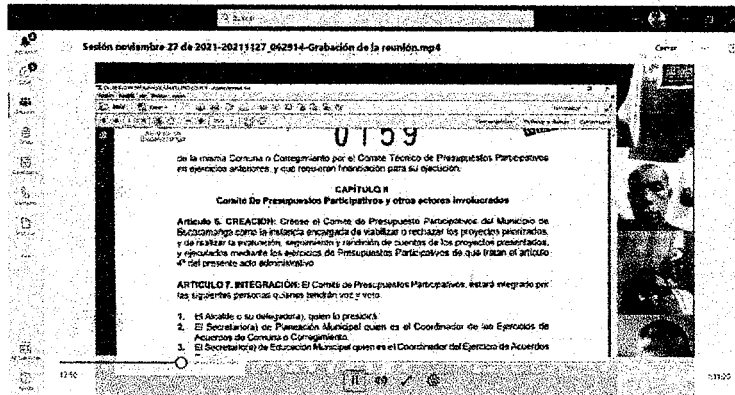 Sesión noviembre 27 de 2021-20211127_062914-Grabación de la reunión.mp4
Cerrar
0159
de la misma Comuna o Corregimiento por el Comité Técnico de Presupuestos Participativos
en ejercicios anteriores, y que requieran financiación para su ejecución.
CAPÍTULO II
Comité De Presupuestos Participativos y otros actores involucrados
Artículo 6. CREACIÓN: Créese el Comité de Presupuesto Participativos del Municipio de
Bucaramanga como la instancia encargada de viabilizar o rechazar los proyectos priorizados,
y de realizar la evaluación, seguimiento y rendición de cuentas de los proyectos presentados,
y ejecutados mediante los ejercicios de Presupuestos Participativos de que tratan el artículo
4° del presente acto administrativo
ARTÍCULO 7. INTEGRACIÓN: El Comité de Presupuestos Participativos, estará integrado por
las siguientes personas quienes tendrán voz y voto.
1. El Alcalde o su delegado(a), quien lo presidirá.
2. El Secretario(a) de Planeación Municipal quien es el Coordinador de los Ejercicios de
Acuerdos de Comuna o Corregimiento.
3. El Secretario(a) de Educación Municipal quien es el Coordinador del Ejercicio de Acuerdos